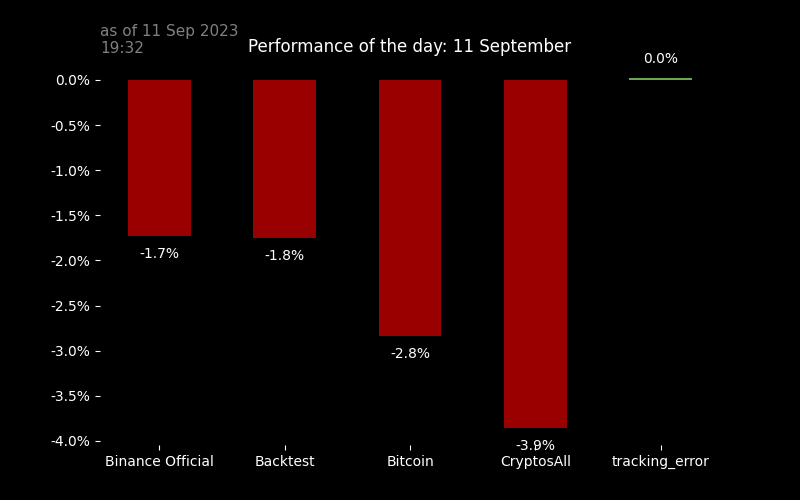 as of 11 Sep 2023
19:32
Performance of the day: 11 September
0.0%
0.0%
-0.5%
-1.0%
-1.5%
-1.7%
-1.8%
-2.0%
-2.5%
-2.8%
-3.0%
-3.5%
-3.9%
-4.0%
Binance Official
Backtest
Bitcoin
CryptosAll
tracking_error